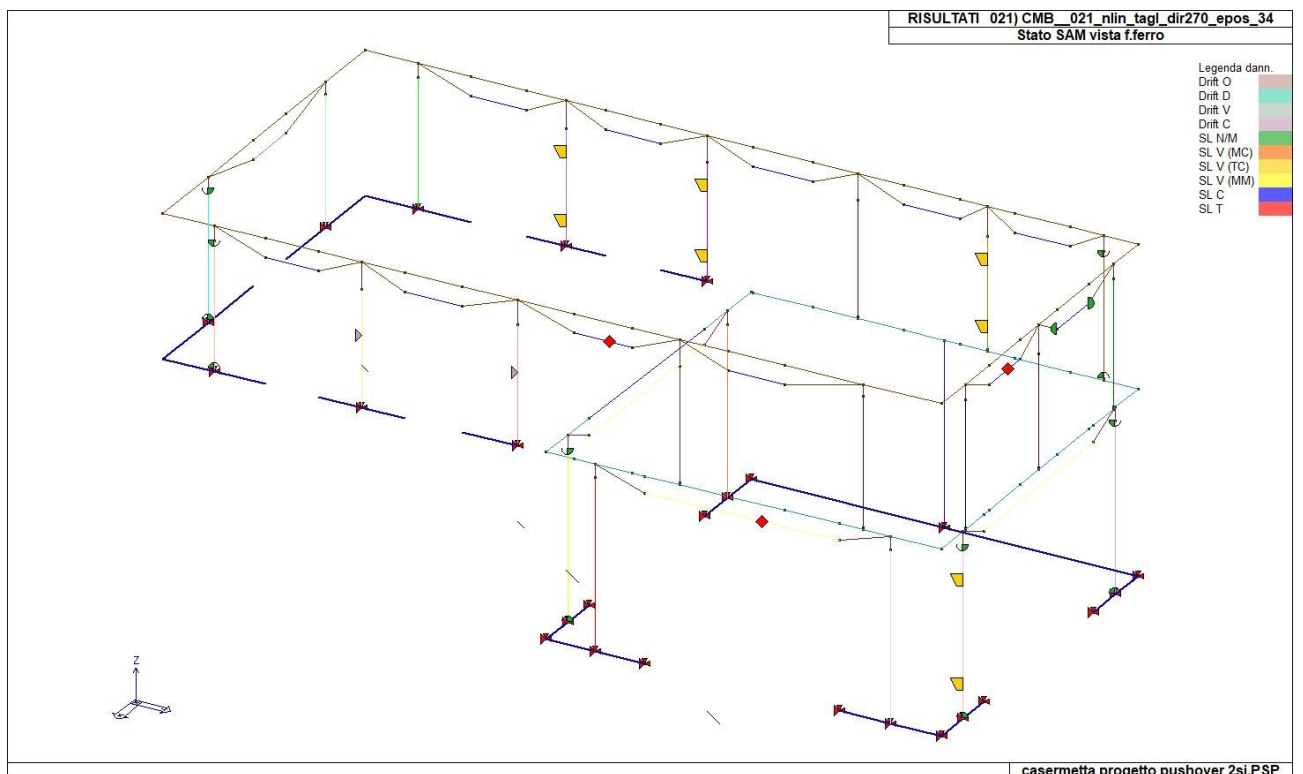 RISULTATI 021) CMB__021_nlin_tagl_dir270_epos_34
Stato SAM vista f.ferro
Legenda dann.
Drift O
Drift D
Drift V
Drift C
SL N/M
SL V (MC)
SL V (TC)
SL V (MM)
SL C
SL T
Z
casermetta progetto pushover 2si.PSP